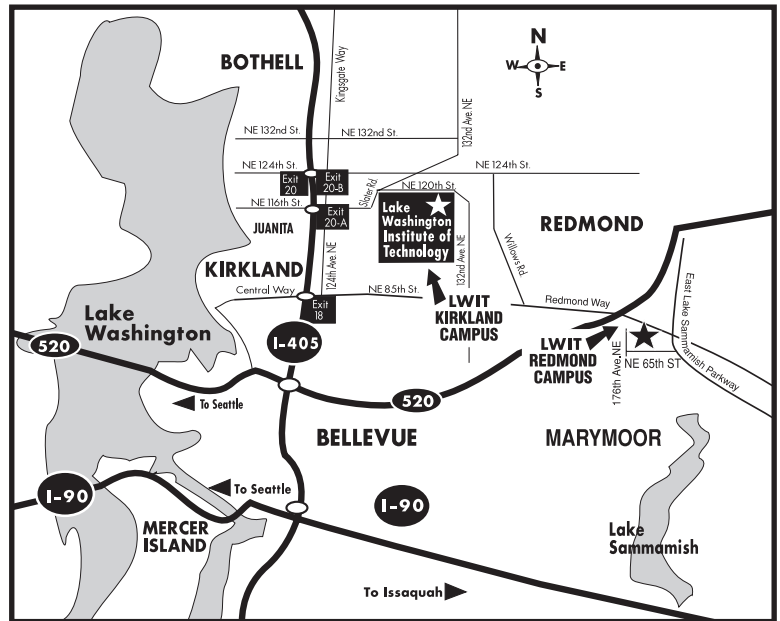 BOTHELL
Kingsgate Way
N
W
E
S
132nd Ave. NE
NE 132nd St.
NE 132nd St.
NE 124th St.
NE 124th St.
Exit
20
Exit
20-B
Slater Rd.
NE 120th St.
NE 116th St.
Exit
20-A
JUANITA
Lake
Washington
Institute of
Technology
REDMOND
KIRKLAND
124th Ave. NE
132nd Ave. NE
Willows Rd.
East Lake Sammamish Parkway
Central Way
NE 85th St.
Exit
18
LWIT
KIRKLAND
CAMPUS
Redmond Way
Lake
Washington
I-405
LWIT
REDMOND
CAMPUS
176th Ave. NE
NE 65th ST
520
520
To Seattle
BELLEVUE
MARYMOOR
I-90
To Seattle
I-90
MERCER
ISLAND
Lake
Sammamish
To Issaquah